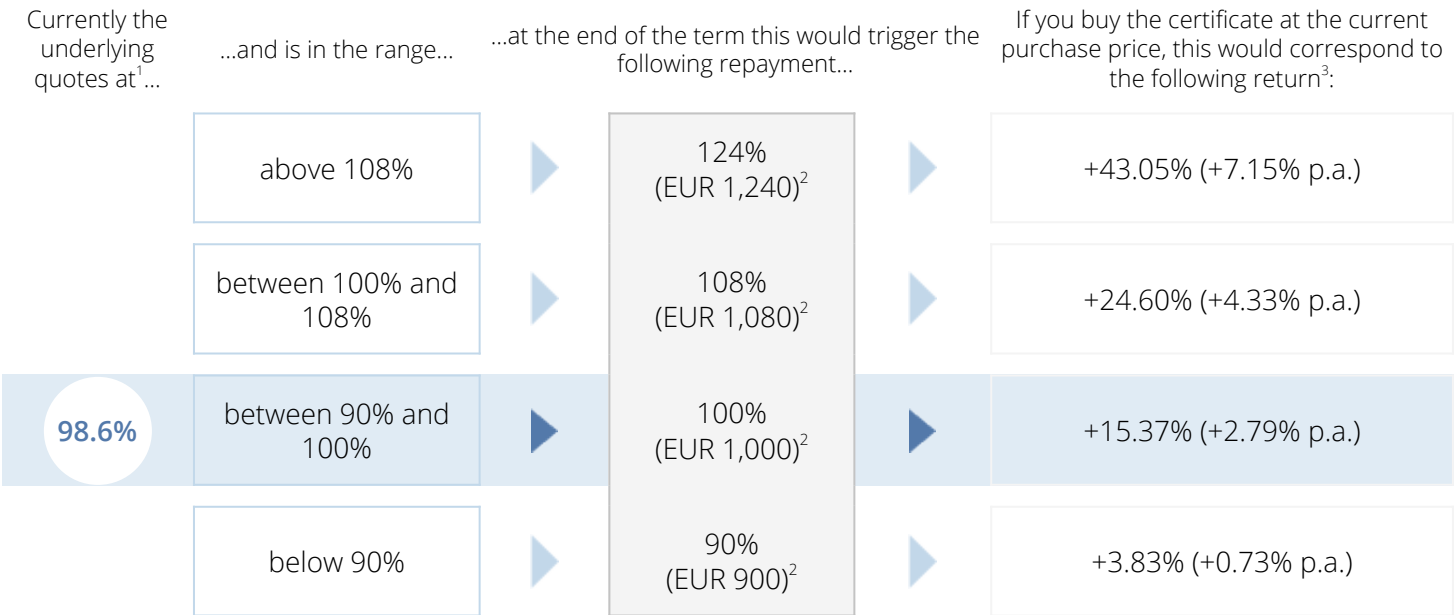 Currently the
underlying
quotes at¹...
...and is in the range...
...at the end of the term this would trigger the
following repayment...
If you buy the certificate at the current
purchase price, this would correspond to
the following return³:
above 108%
124%
(EUR 1,240)²
+43.05% (+7.15% p.a.)
between 100% and
108%
108%
(EUR 1,080)²
+24.60% (+4.33% p.a.)
98.6%
between 90% and
100%
100%
(EUR 1,000)²
+15.37% (+2.79% p.a.)
below 90%
90%
(EUR 900)²
+3.83% (+0.73% p.a.)